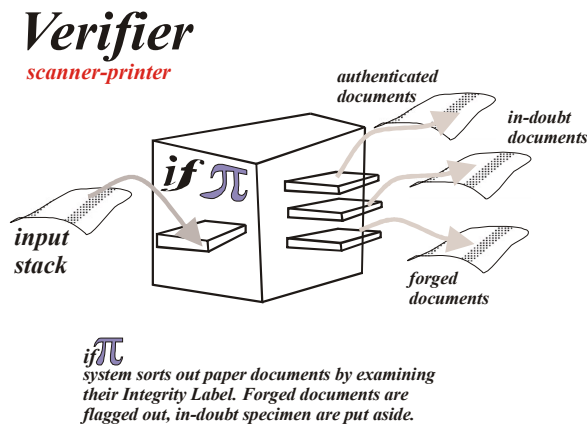 Verifier
scanner-printer
authenticated
documents
in-doubt
documents
if π
input
stack
forged
documents
if π
system sorts out paper documents by examining
their Integrity Label. Forged documents are
flagged out, in-doubt specimen are put aside.